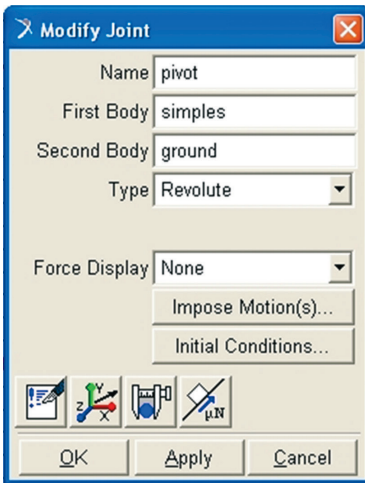 Modify Joint
Name pivot
First Body simples
Second Body ground
Type Revolute
Force Display None
Impose Motion(s)...
Initial Conditions...
Z Y X μN
OK Apply Cancel